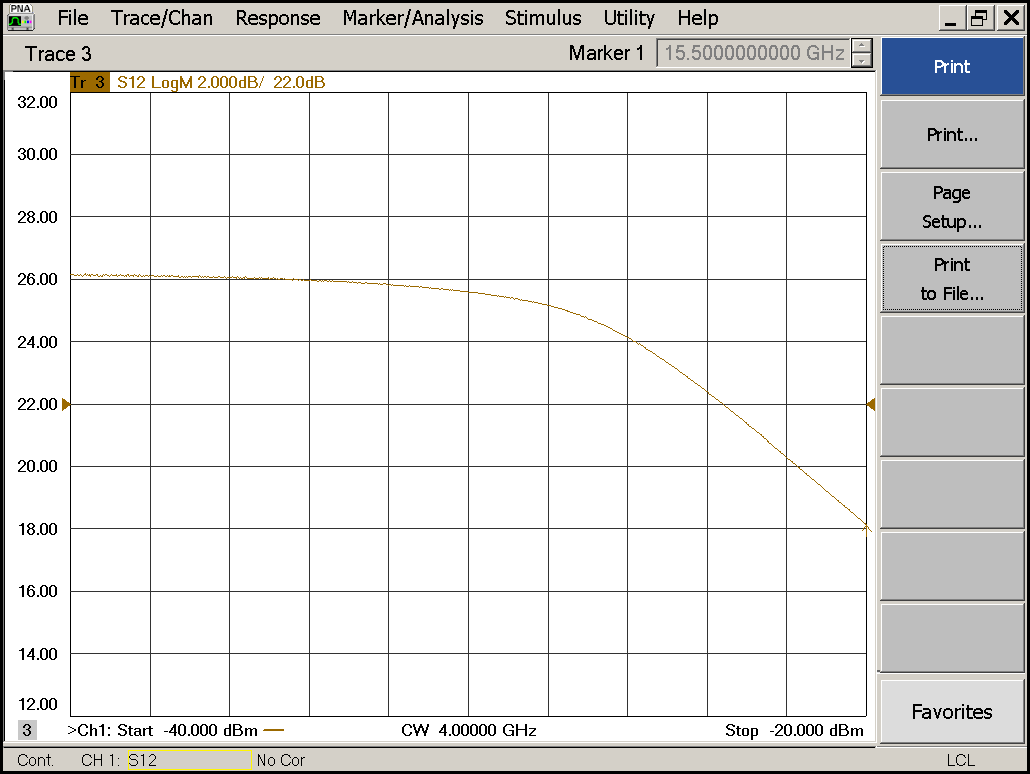 PNA
File Trace/Chan Response Marker/Analysis Stimulus Utility Help
Trace 3 Marker 1 15.5000000000 GHz
Tr 3 S12 LogM 2.000dB/ 22.0dB
32.00
30.00
28.00
26.00
24.00
22.00
20.00
18.00
16.00
14.00
12.00
3 >Ch1: Start -40.000 dBm CW 4.00000 GHz Stop -20.000 dBm
Cont. CH 1: S12 No Cor LCL
Print
Print...
Page
Setup...
Print
to File...
Favorites